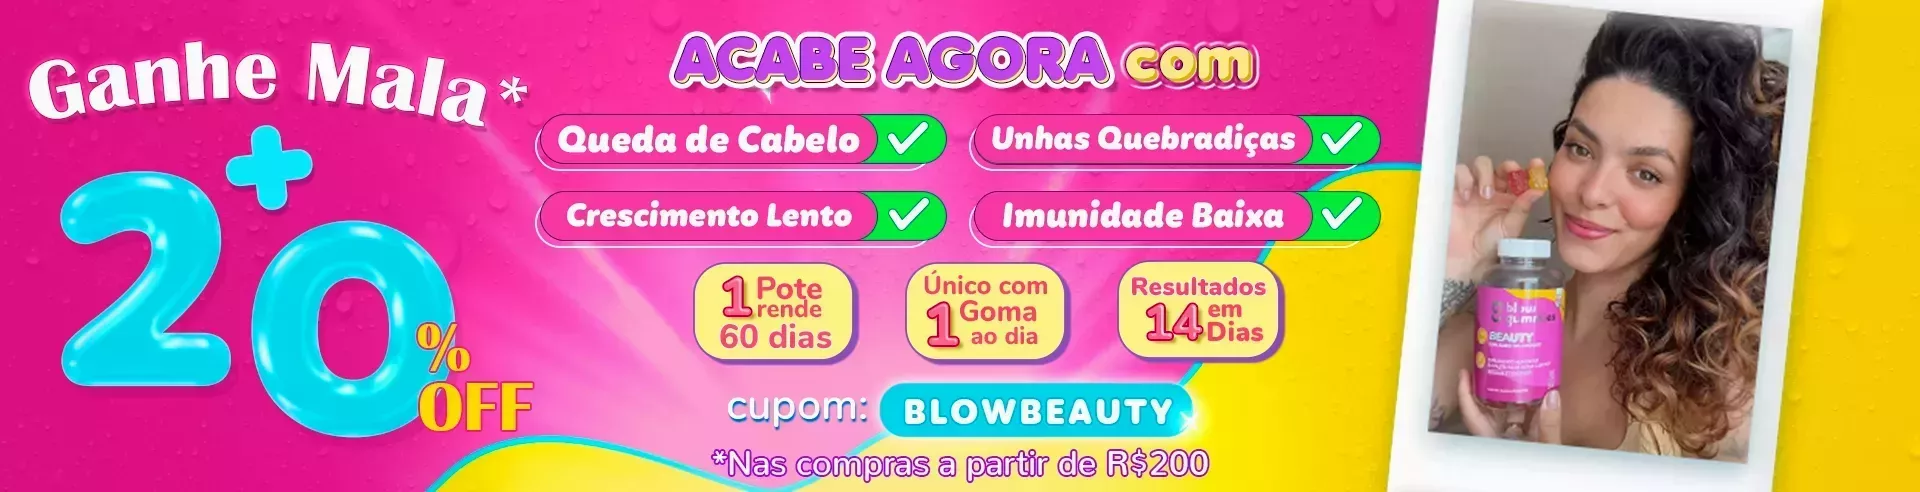 Ganhe Mala*
+
20
%
OFF
ACABE AGORA com
Queda de Cabelo
Unhas Quebradiças
Crescimento Lento
Imunidade Baixa
1 Pote
rende
60 dias
Único com
1 Goma
ao dia
Resultados
14 em
Dias
cupom: BLOWBEAUTY
*Nas compras a partir de R$200
BEAUTY